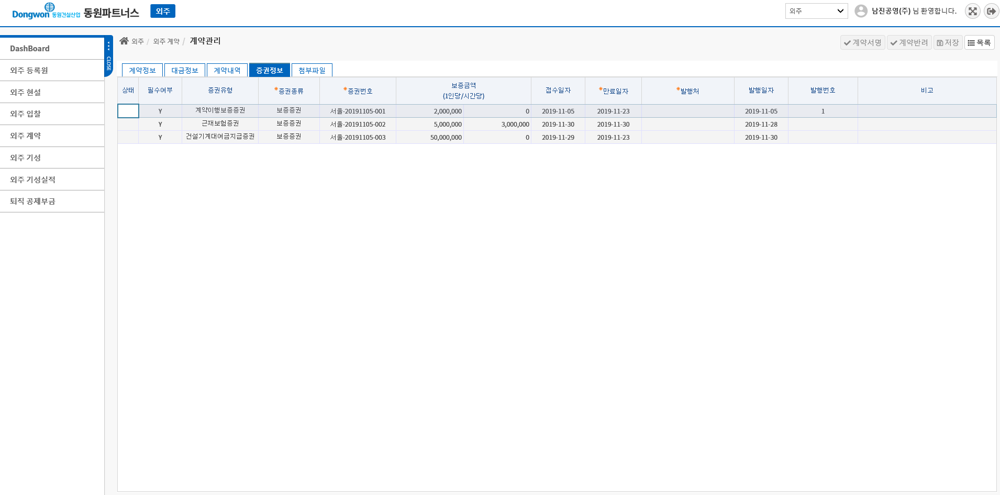 Dongwon 동원건설산업 동원파트너스 외주
외주 남진공영(주) 님 환영합니다.
DashBoard
외주 등록원
외주 현설
외주 입찰
외주 계약
외주 기성
외주 기성실적
퇴직 공제부금
CLOSE
외주 / 외주 계약 / 계약관리
계약서명 계약반려 저장 목록
계약정보 대금정보 계약내역 증권정보 첨부파일
상태 필수여부 증권유형 *증권종류 *증권번호 보증금액 (1인당/시간당) 접수일자 *만료일자 *발행처 발행일자 발행번호 비고
Y 계약이행보증증권 보증증권 서울-20191105-001 2,000,000 0 2019-11-05 2019-11-23 2019-11-05 1
Y 근재보험증권 보증증권 서울-20191105-002 5,000,000 3,000,000 2019-11-30 2019-11-30 2019-11-28
Y 건설기계대여금지급증권 보증증권 서울-20191105-003 50,000,000 0 2019-11-29 2019-11-23 2019-11-30